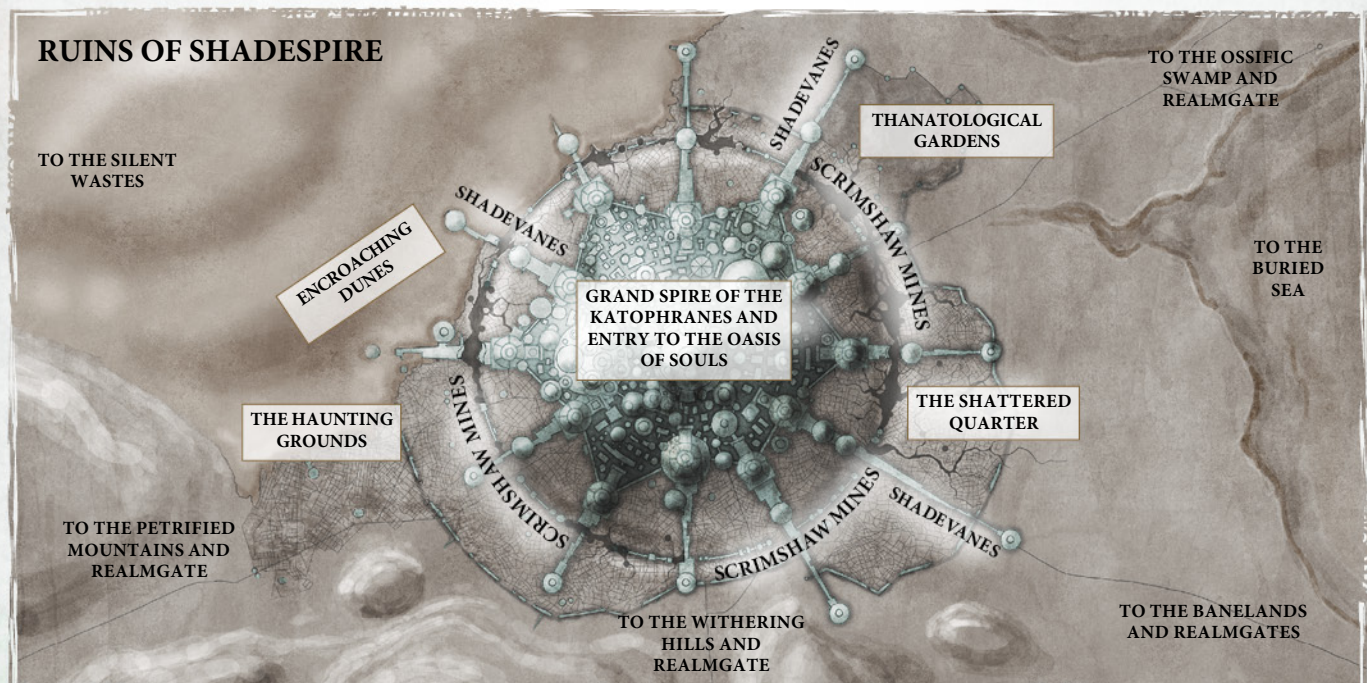 RUINS OF SHADESPIRE
TO THE OSSIFIC
SWAMP AND
REALMGATE
SHADEVANES
THANATOLOGICAL
GARDENS
TO THE SILENT
WASTES
SCRIMSHAW MINES
SHADEVANES
ENCROACHING
DUNES
TO THE
BURIED
SEA
GRAND SPIRE OF THE
KATOPHRANES AND
ENTRY TO THE OASIS
OF SOULS
THE HAUNTING
GROUNDS
SCRIMSHAW MINES
THE SHATTERED
QUARTER
SCRIMSHAW MINES
SHADEVANES
TO THE PETRIFIED
MOUNTAINS AND
REALMGATE
TO THE WITHERING
HILLS AND
REALMGATE
TO THE BANELANDS
AND REALMGATES